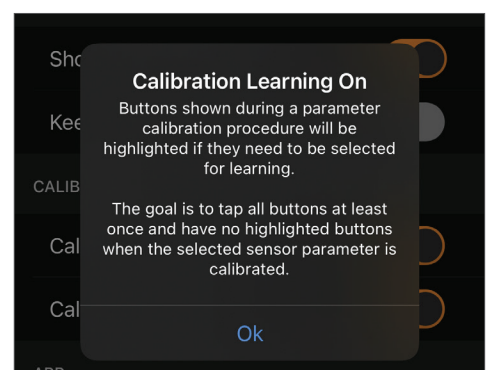 Sho
Calibration Learning On
Buttons shown during a parameter
Kee
calibration procedure will be
highlighted if they need to be selected
for learning.
CALIB
The goal is to tap all buttons at least
once and have no highlighted buttons
Cal
when the selected sensor parameter is
calibrated.
Cal
Ok